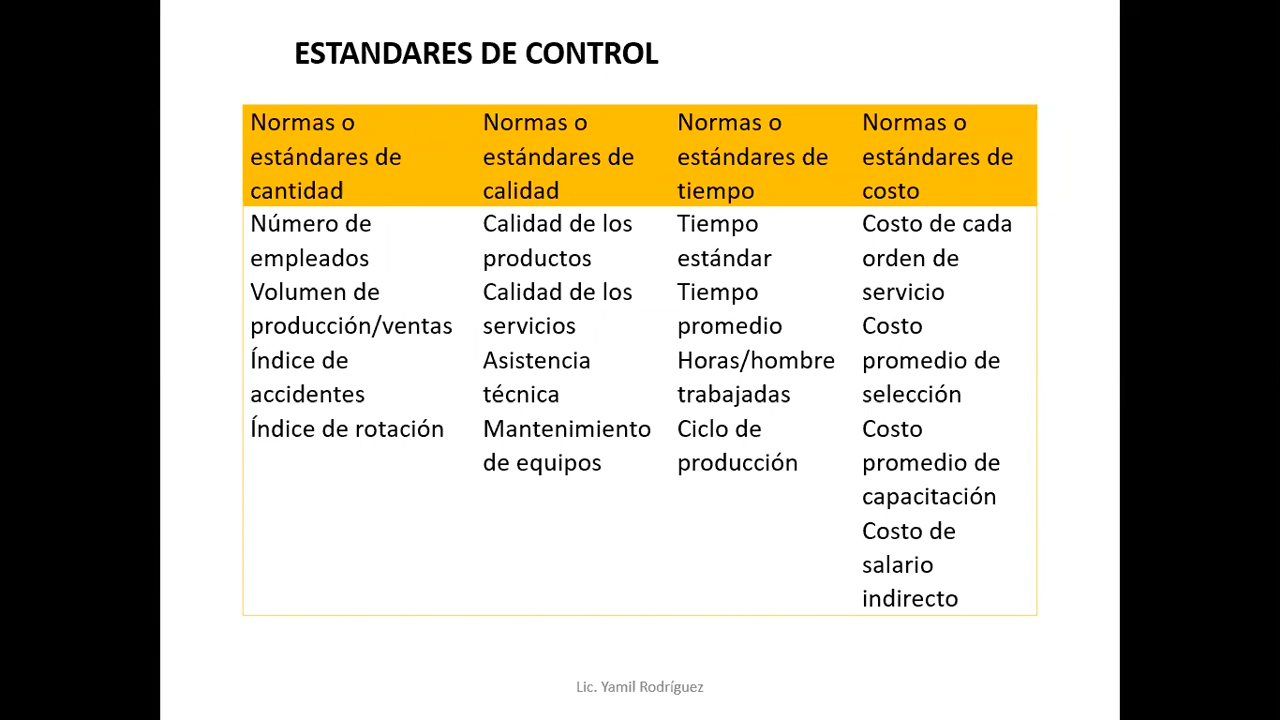 ESTANDARES DE CONTROL
Normas o
estándares de
cantidad
Normas o
estándares de
calidad
Normas o
estándares de
tiempo
Normas o
estándares de
costo
Número de
empleados
Volumen de
producción/ventas
Índice de
accidentes
Índice de rotación
Calidad de los
productos
Calidad de los
servicios
Asistencia
técnica
Mantenimiento
de equipos
Tiempo
estándar
Tiempo
promedio
Horas/hombre
trabajadas
Ciclo de
producción
Costo de cada
orden de
servicio
Costo
promedio de
selección
Costo
promedio de
capacitación
Costo de
salario
indirecto
Lic. Yamil Rodríguez